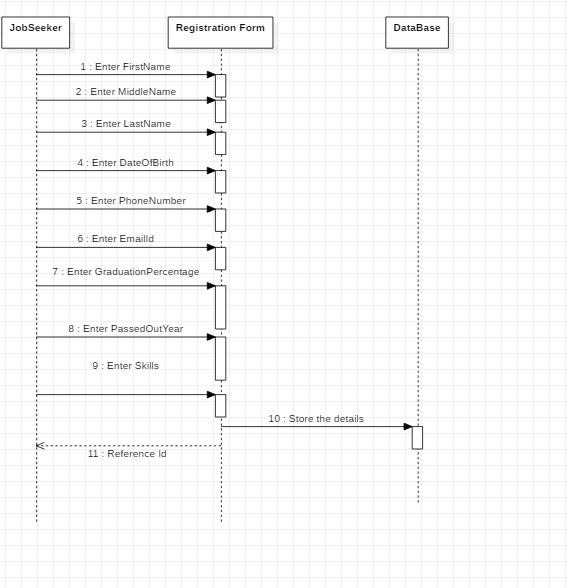 JobSeeker
Registration Form
DataBase
1 : Enter FirstName
2 : Enter MiddleName
3 : Enter LastName
4 : Enter DateOfBirth
5 : Enter PhoneNumber
6 : Enter EmailId
7 : Enter GraduationPercentage
8 : Enter PassedOutYear
9 : Enter Skills
10 : Store the details
11 : Reference Id